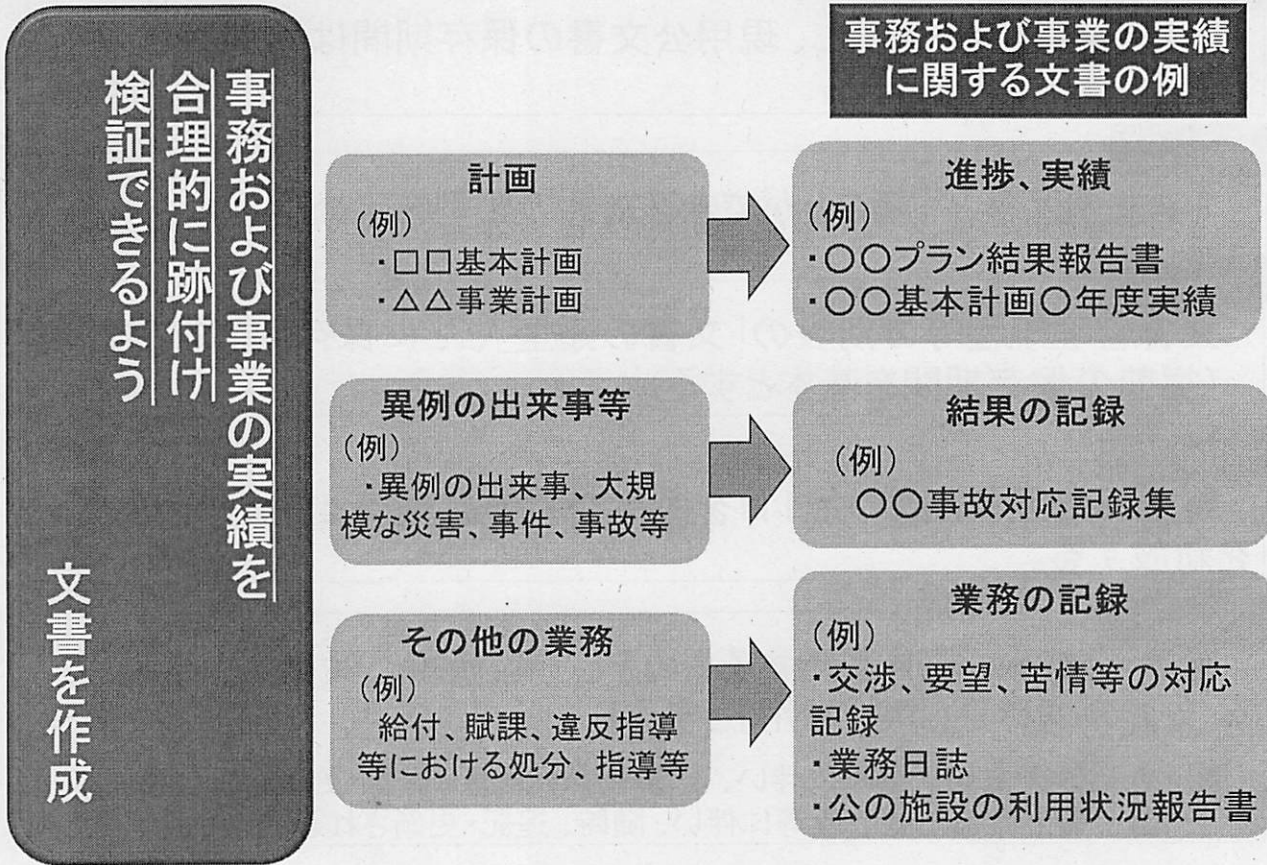 事務および事業の実績を
合理的に跡付け
検証できるよう
文書を作成
事務および事業の実績
に関する文書の例
計画
(例)
・□□基本計画
・△△事業計画
進捗、実績
(例)
・〇〇プラン結果報告書
・〇〇基本計画〇年度実績
異例の出来事等
(例)
・異例の出来事、大規
模な災害、事件、事故等
結果の記録
(例)
〇〇事故対応記録集
その他の業務
(例)
給付、賦課、違反指導
等における処分、指導等
業務の記録
(例)
・交渉、要望、苦情等の対応
記録
・業務日誌
・公の施設の利用状況報告書